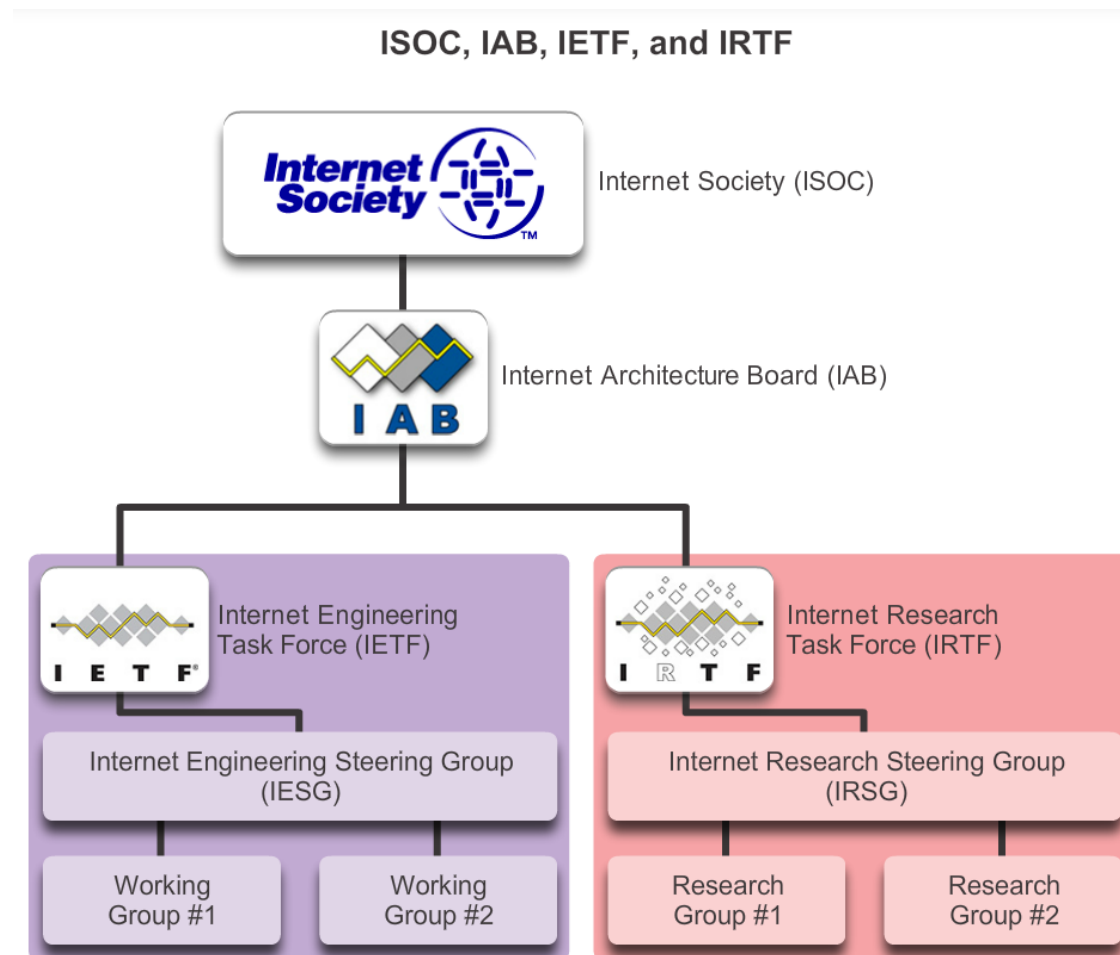 ISOC, IAB, IETF, and IRTF
Internet
Society
TM
Internet Society (ISOC)
IAB
Internet Architecture Board (IAB)
IETF®
Internet Engineering
Task Force (IETF)
IRTF
Internet Research
Task Force (IRTF)
Internet Engineering Steering Group
(IESG)
Internet Research Steering Group
(IRSG)
Working
Group #1
Working
Group #2
Research
Group #1
Research
Group #2